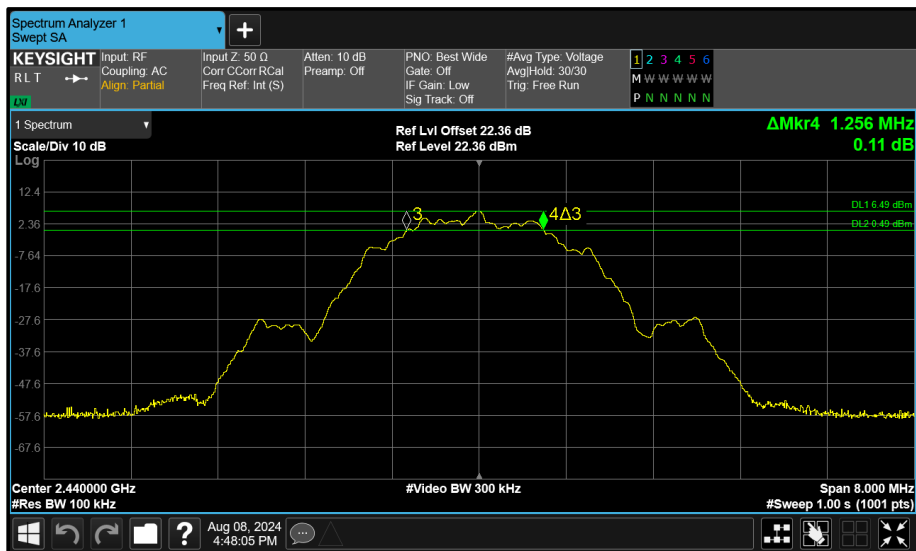 Spectrum Analyzer 1
Swept SA
KEYSIGHT
R L T
LXI
Input: RF
Coupling: AC
Align: Partial
Input Z: 50 Ω
Corr CCorr RCal
Freq Ref: Int (S)
Atten: 10 dB
Preamp: Off
PNO: Best Wide
Gate: Off
IF Gain: Low
Sig Track: Off
#Avg Type: Voltage
Avg|Hold: 30/30
Trig: Free Run
1 2 3 4 5 6
M W W W W W
P N N N N N
1 Spectrum
Scale/Div 10 dB
Log
Ref Lvl Offset 22.36 dB
Ref Level 22.36 dBm
ΔMkr4 1.256 MHz
0.11 dB
12.4
2.36
-7.64
-17.6
-27.6
-37.6
-47.6
-57.6
-67.6
3
4Δ3
DL1 6.49 dBm
DL2 0.49 dBm
Center 2.440000 GHz
#Res BW 100 kHz
#Video BW 300 kHz
Span 8.000 MHz
#Sweep 1.00 s (1001 pts)
?
Aug 08, 2024
4:48:05 PM